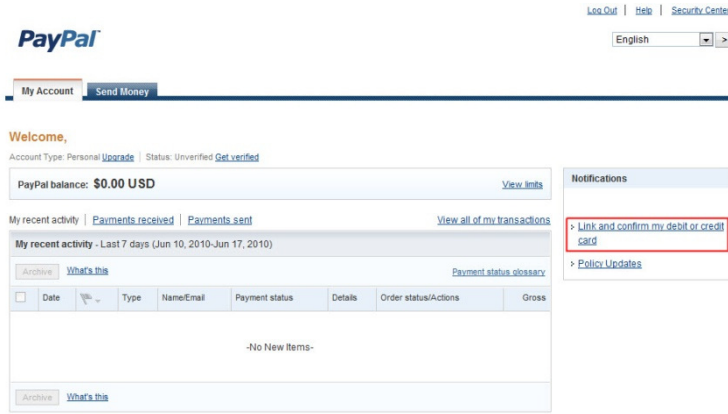 Log Out | Help | Security Center
PayPal
English
>
My Account Send Money
Welcome,
Account Type: Personal Upgrade | Status: Unverified Get verified
PayPal balance: $0.00 USD View limits
Notifications
My recent activity | Payments received | Payments sent View all of my transactions
› Link and confirm my debit or credit
card
My recent activity - Last 7 days (Jun 10, 2010-Jun 17, 2010)
› Policy Updates
Archive What's this Payment status glossary
Date Type Name/Email Payment status Details Order status/Actions Gross
-No New Items-
Archive What's this